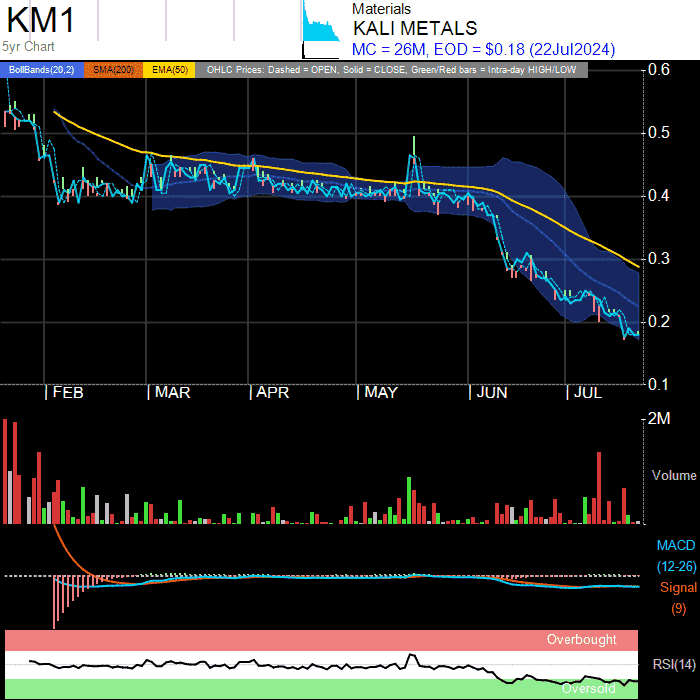 KM1
5yr Chart
Materials
KALI METALS
MC = 26M, EOD = $0.18 (22Jul2024)
BollBands(20,2) SMA(200) EMA(50) OHLC Prices: Dashed = OPEN, Solid = CLOSE, Green/Red bars = Intra-day HIGH/LOW
0.6
0.5
0.4
0.3
0.2
0.1
FEB MAR APR MAY JUN JUL
2M
Volume
MACD
(12-26)
Signal
(9)
Overbought
RSI(14)
Oversold